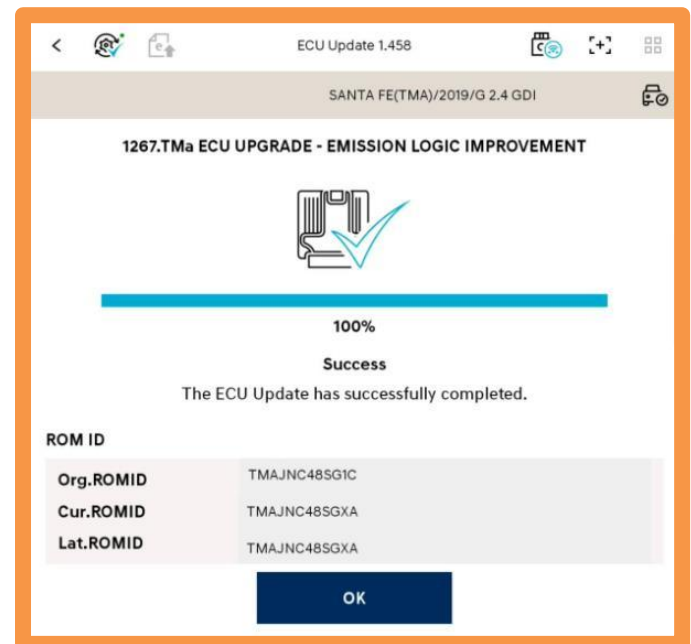 ECU Update 1.458
SANTA FE(TMA)/2019/G 2.4 GDI
1267.TMa ECU UPGRADE - EMISSION LOGIC IMPROVEMENT
100%
Success
The ECU Update has successfully completed.
ROM ID
Org.ROMID TMAJNC48SG1C
Cur.ROMID TMAJNC48SGXA
Lat.ROMID TMAJNC48SGXA
OK